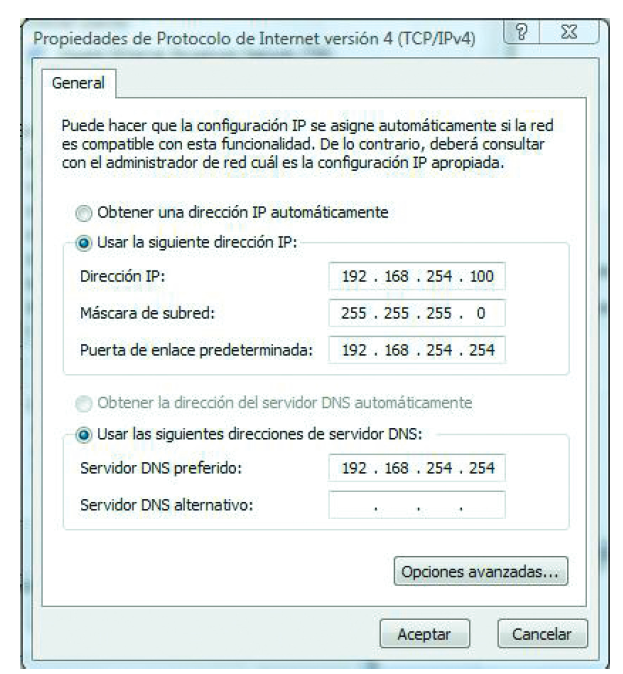 Propiedades de Protocolo de Internet versión 4 (TCP/IPv4)
General
Puede hacer que la configuración IP se asigne automáticamente si la red
es compatible con esta funcionalidad. De lo contrario, deberá consultar
con el administrador de red cuál es la configuración IP apropiada.
Obtener una dirección IP automáticamente
Usar la siguiente dirección IP:
Dirección IP: 192 . 168 . 254 . 100
Máscara de subred: 255 . 255 . 255 . 0
Puerta de enlace predeterminada: 192 . 168 . 254 . 254
Obtener la dirección del servidor DNS automáticamente
Usar las siguientes direcciones de servidor DNS:
Servidor DNS preferido: 192 . 168 . 254 . 254
Servidor DNS alternativo: . . .
Opciones avanzadas...
Aceptar Cancelar